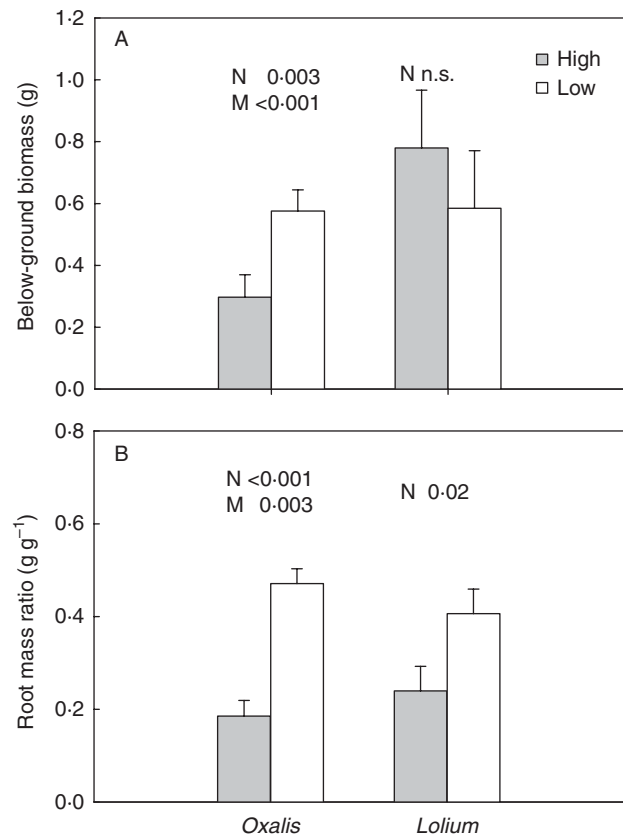 A
N 0·003
M <0·001
N n.s.
High
Low
1·2
1·0
0·8
0·6
0·4
0·2
0·0
Below-ground biomass (g)
B
N <0·001
M 0·003
N 0·02
0·8
0·6
0·4
0·2
0·0
Root mass ratio (g g⁻¹)
Oxalis
Lolium